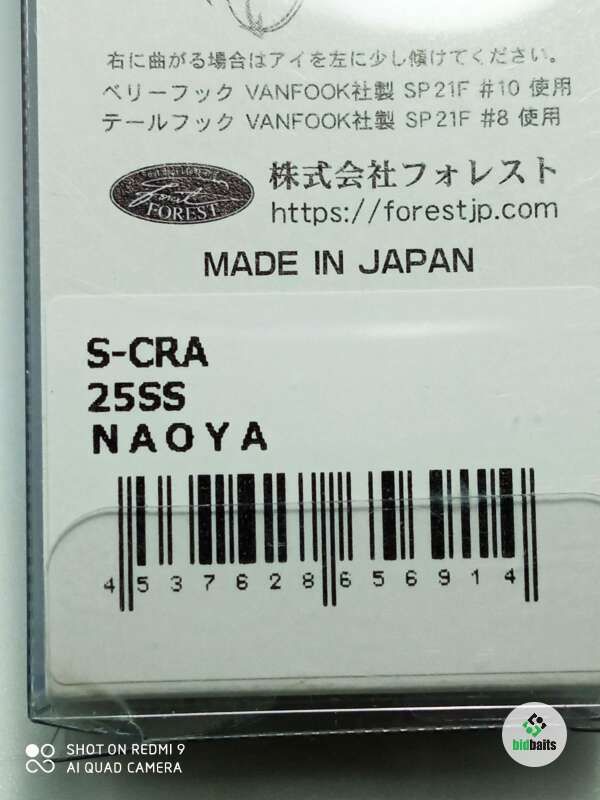 右に曲がる場合はアイを左に少し傾けてください。
ベリーフック VANFOOK社製 SP21F #10 使用
テールフック VANFOOK社製 SP21F #8 使用
Forest
FOREST
株式会社フォレスト
https://forestjp.com
MADE IN JAPAN
S-CRA
25SS
NAOYA
4537628656914
SHOT ON REDMI 9
AI QUAD CAMERA
bidbaits